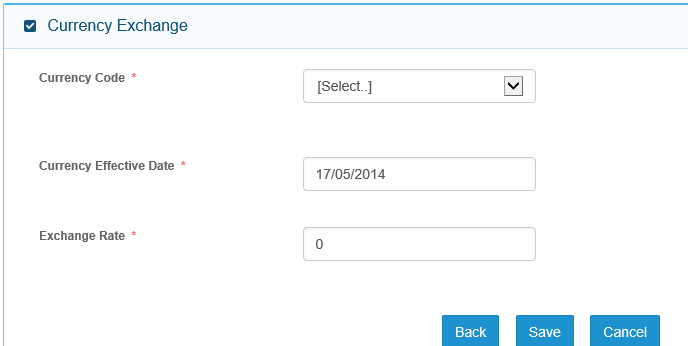 Currency Exchange
Currency Code *
[Select..]
Currency Effective Date *
17/05/2014
Exchange Rate *
0
Back Save Cancel